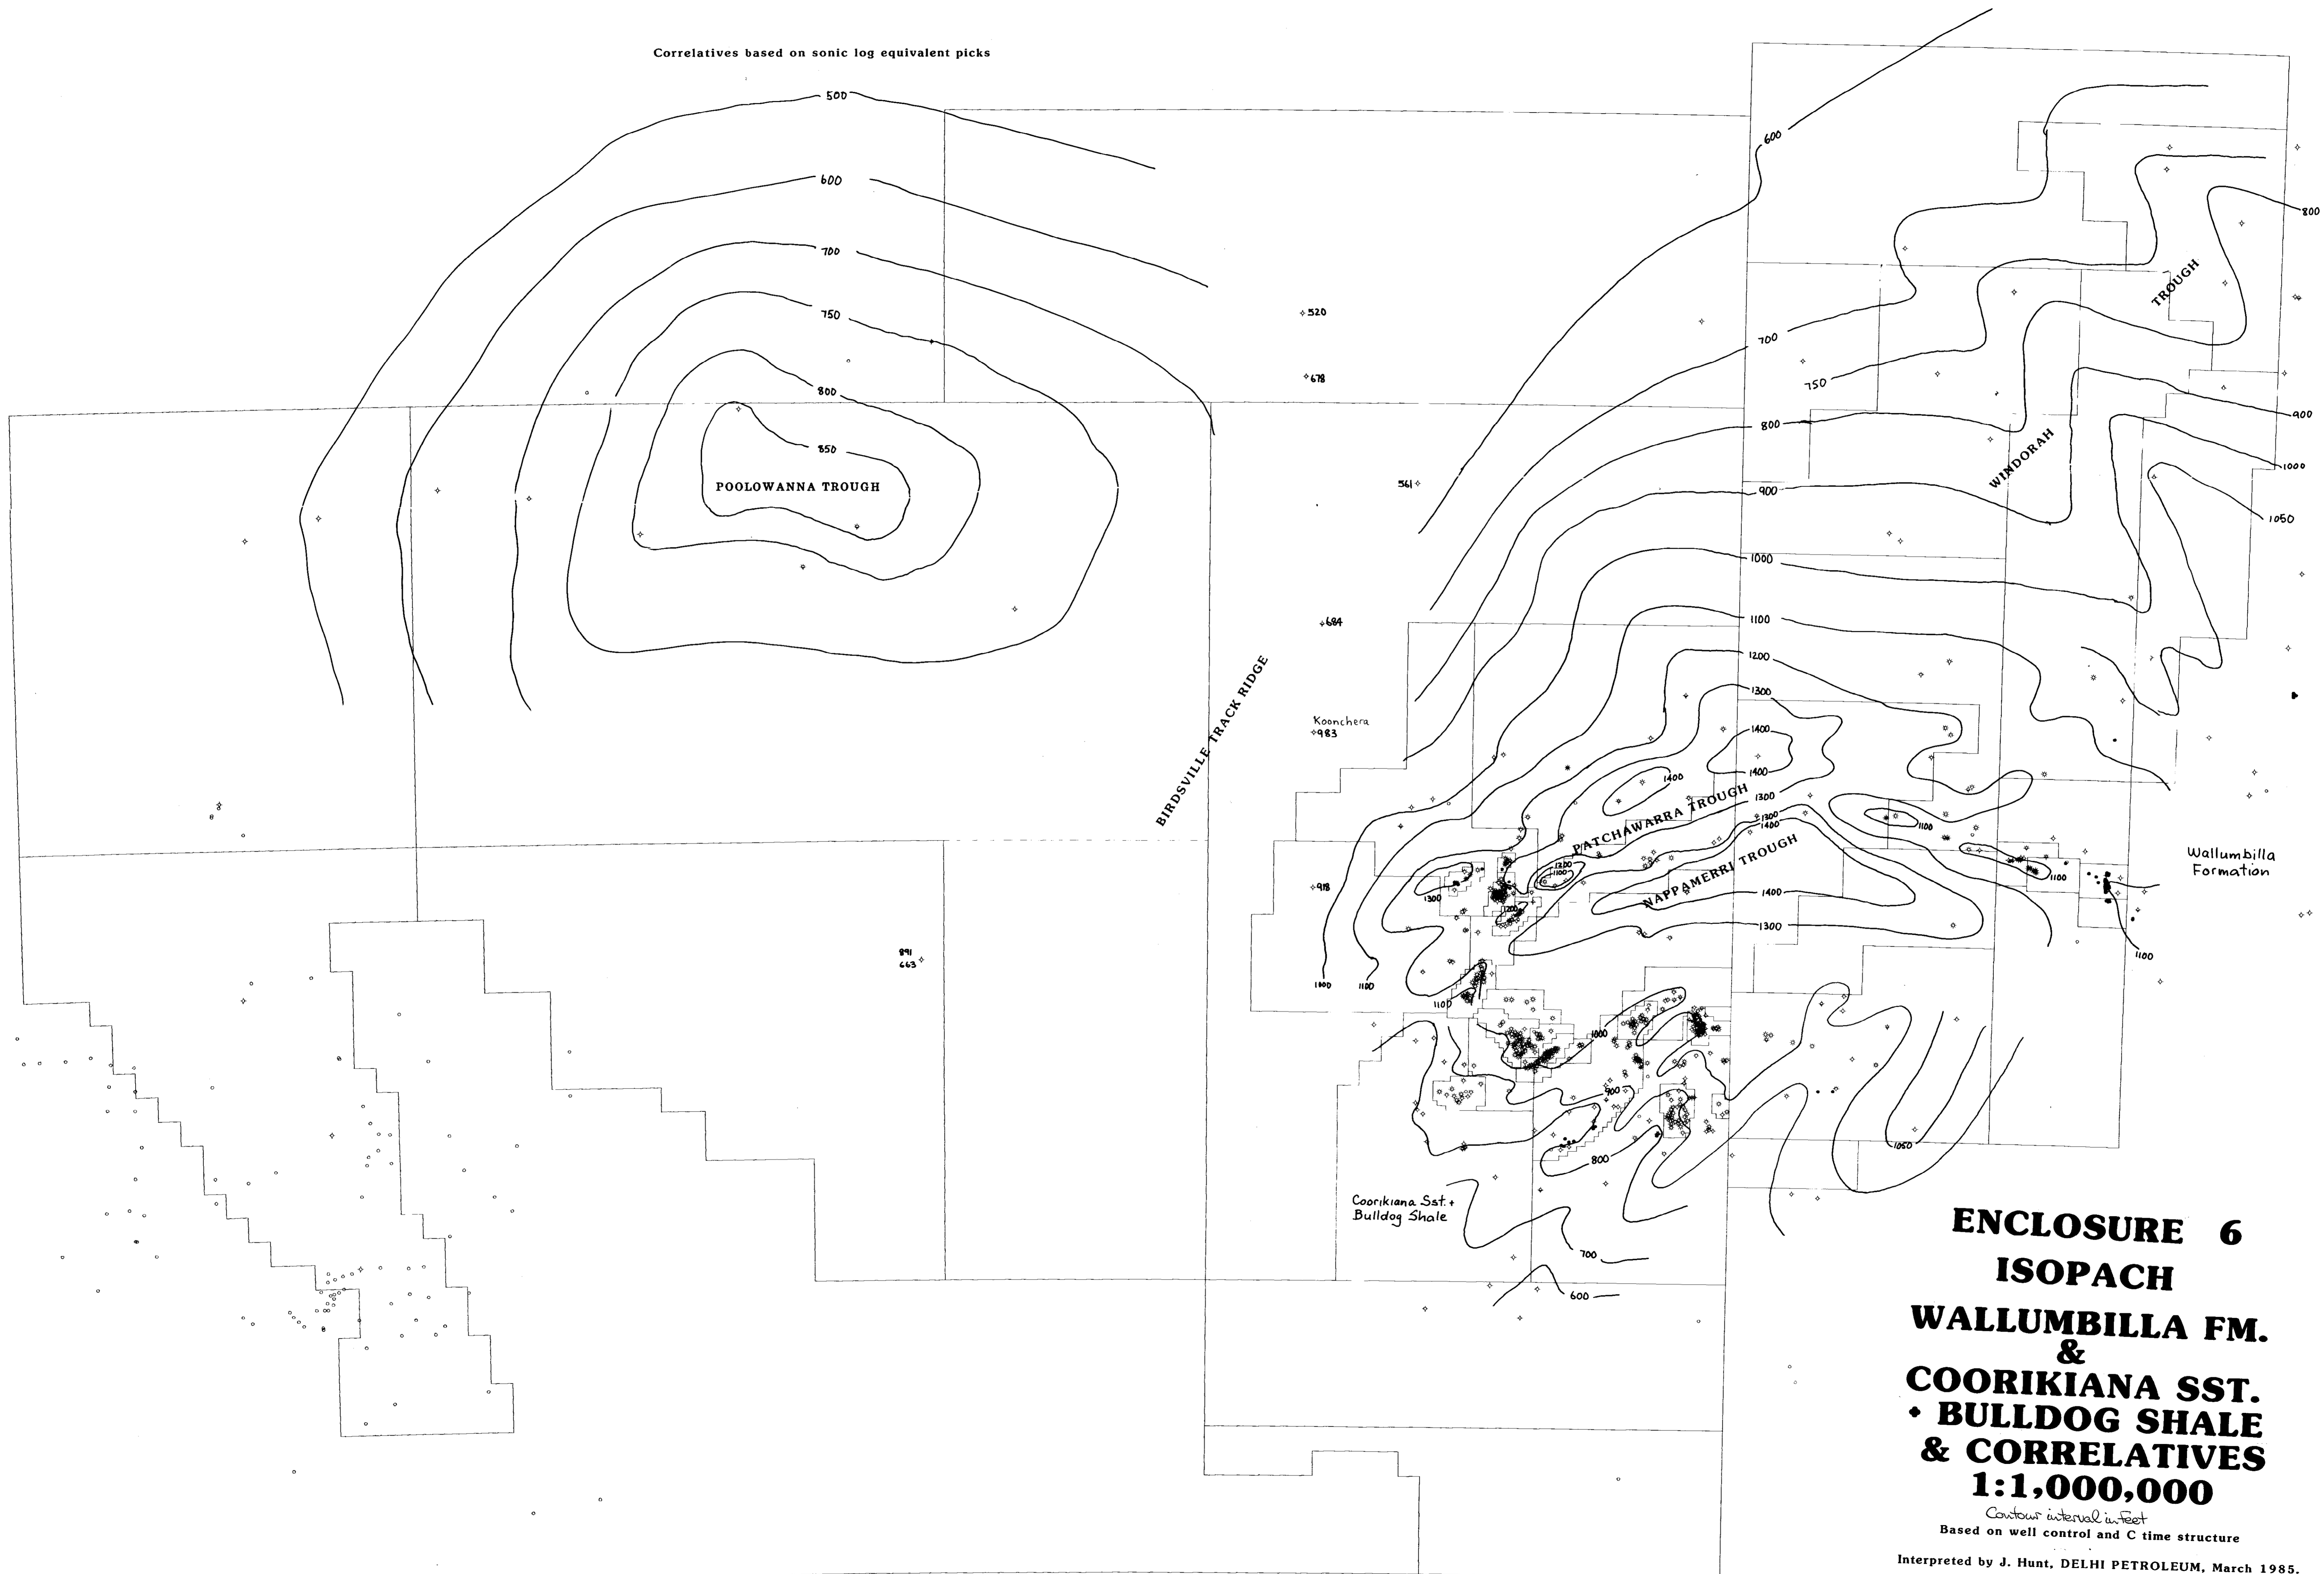 Correlatives based on sonic log equivalent picks
500
600
700
750
800
850
POOLOWANNA TROUGH
600
700
750
800
900
1000
1100
1200
1300
1400
1400
1400
800
900
1000
1050
TROUGH
WINDORAH
520
678
561
684
Koonchera
983
918
BIRDSVILLE TRACK RIDGE
891
663
PATCHAWARRA TROUGH
1300
1300
1400
NAPPAMERRI TROUGH
1400
1300
1200
1100
1300
1200
1100
1100
1100
Wallumbilla
Formation
1000
1100
1100
1000
900
800
1050
Coorikiana Sst. +
Bulldog Shale
700
600
ENCLOSURE 6
ISOPACH
WALLUMBILLA FM.
&
COORIKIANA SST.
+ BULLDOG SHALE
& CORRELATIVES
1:1,000,000
Contour interval in feet
Based on well control and C time structure
Interpreted by J. Hunt, DELHI PETROLEUM, March 1985.